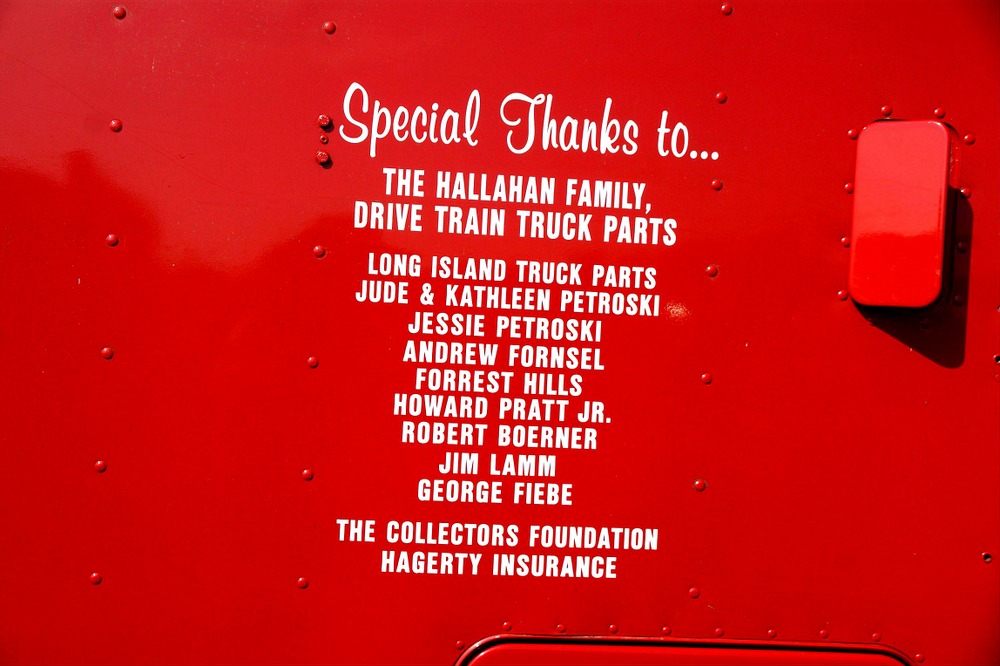 Special Thanks to...
THE HALLAHAN FAMILY,
DRIVE TRAIN TRUCK PARTS
LONG ISLAND TRUCK PARTS
JUDE & KATHLEEN PETROSKI
JESSIE PETROSKI
ANDREW FORNSEL
FORREST HILLS
HOWARD PRATT JR.
ROBERT BOERNER
JIM LAMM
GEORGE FIEBE
THE COLLECTORS FOUNDATION
HAGERTY INSURANCE